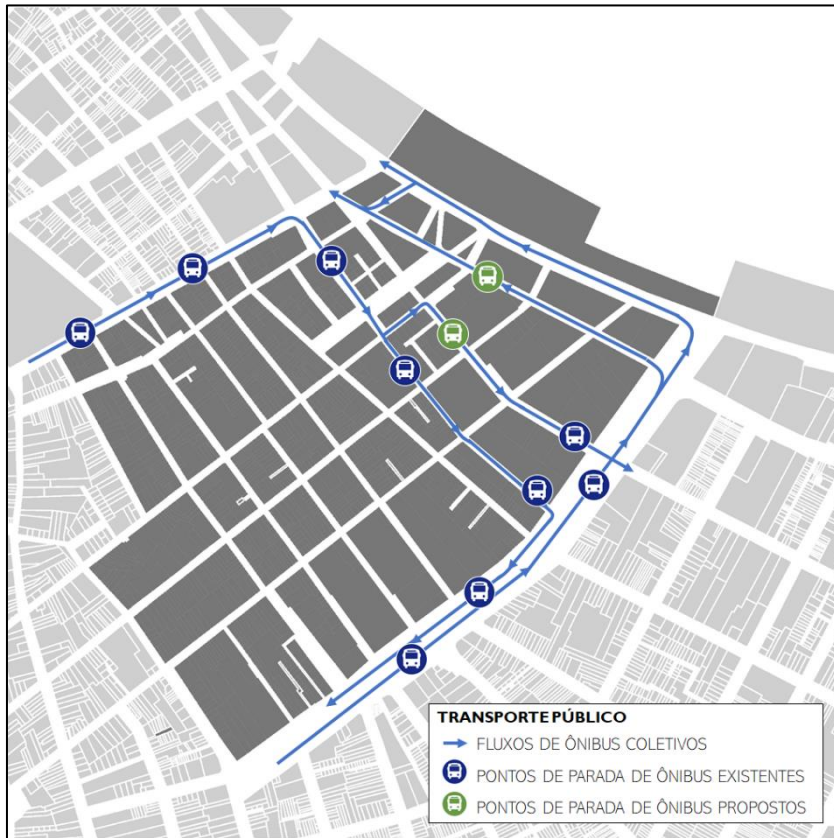 TRANSPORTE PÚBLICO
FLUXOS DE ÔNIBUS COLETIVOS
PONTOS DE PARADA DE ÔNIBUS EXISTENTES
PONTOS DE PARADA DE ÔNIBUS PROPOSTOS